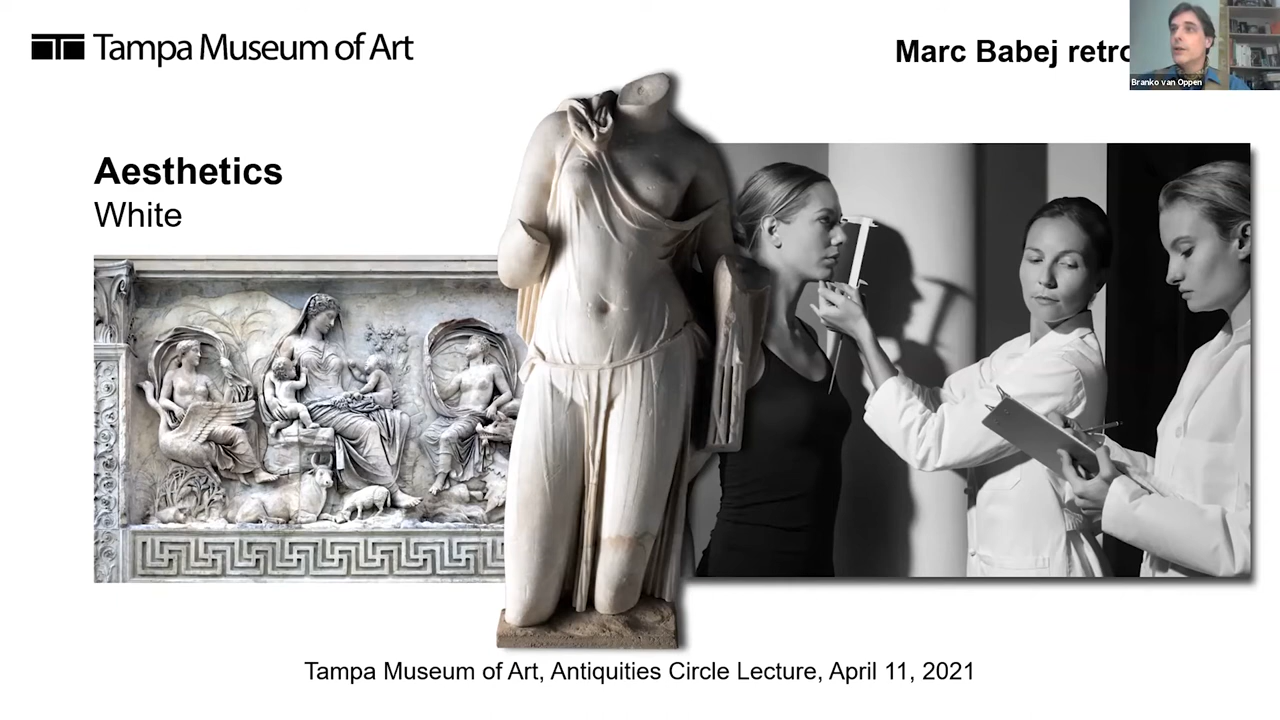 Tampa Museum of Art
Marc Babej retro
Branko van Oppen
Aesthetics
White
Tampa Museum of Art, Antiquities Circle Lecture, April 11, 2021